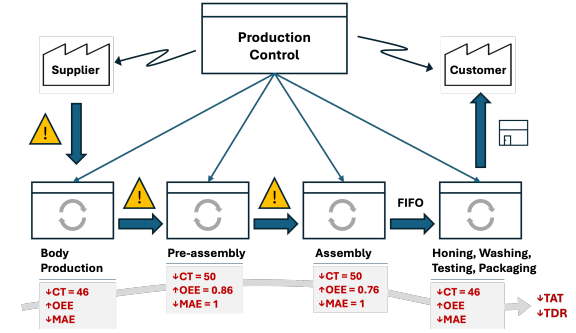 Production
Control
Supplier
Customer
!
!
!
FIFO
Body
Production
Pre-assembly
Assembly
Honing, Washing,
Testing, Packaging
↓CT = 46
↑OEE
↓MAE
↓CT = 50
↑OEE = 0.86
↓MAE = 1
↓CT = 50
↑OEE = 0.76
↓MAE = 1
↓CT = 46
↑OEE
↓MAE
↓TAT
↓TDR